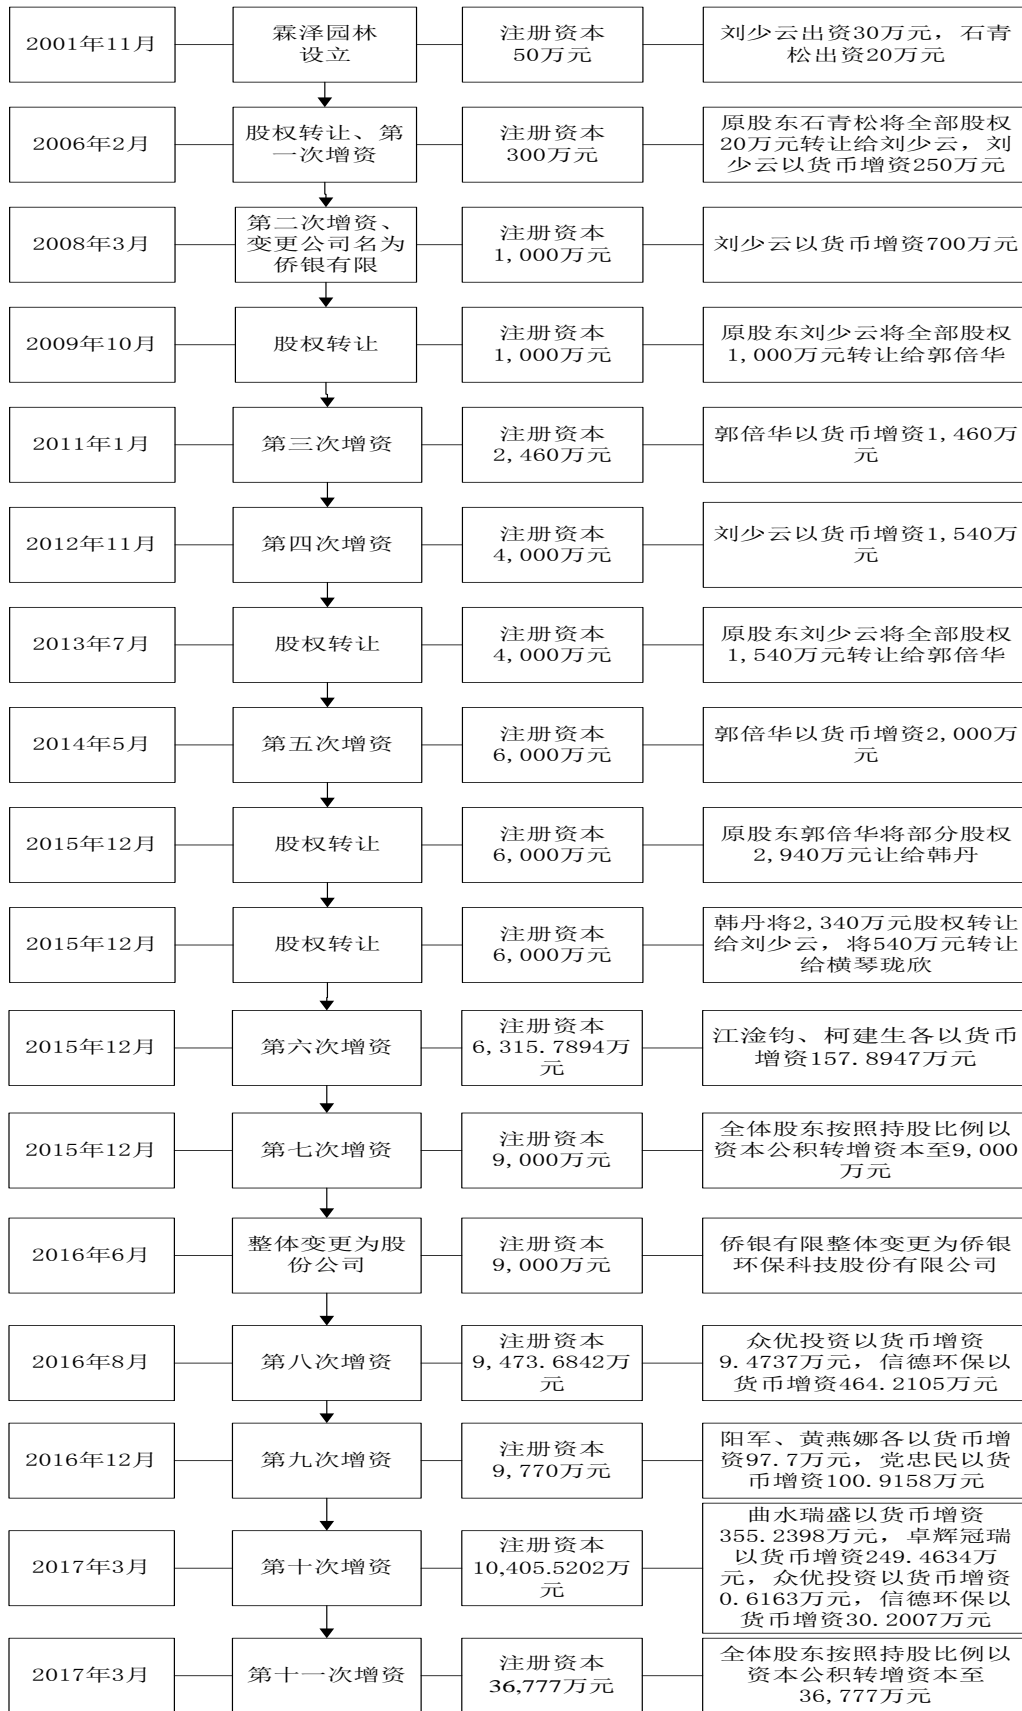 2001年11月
霖泽园林
设立
注册资本
50万元
刘少云出资30万元，石青
松出资20万元
2006年2月
股权转让、第
一次增资
注册资本
300万元
原股东石青松将全部股权
20万元转让给刘少云，刘
少云以货币增资250万元
2008年3月
第二次增资、
变更公司名为
侨银有限
注册资本
1,000万元
刘少云以货币增资700万元
2009年10月
股权转让
注册资本
1,000万元
原股东刘少云将全部股权
1,000万元转让给郭倍华
2011年1月
第三次增资
注册资本
2,460万元
郭倍华以货币增资1,460万
元
2012年11月
第四次增资
注册资本
4,000万元
刘少云以货币增资1,540万
元
2013年7月
股权转让
注册资本
4,000万元
原股东刘少云将全部股权
1,540万元转让给郭倍华
2014年5月
第五次增资
注册资本
6,000万元
郭倍华以货币增资2,000万
元
2015年12月
股权转让
注册资本
6,000万元
原股东郭倍华将部分股权
2,940万元让给韩丹
2015年12月
股权转让
注册资本
6,000万元
韩丹将2,340万元股权转让
给刘少云，将540万元转让
给横琴珑欣
2015年12月
第六次增资
注册资本
6,315.7894万
元
江淦钧、柯建生各以货币
增资157.8947万元
2015年12月
第七次增资
注册资本
9,000万元
全体股东按照持股比例以
资本公积转增资本至9,000
万元
2016年6月
整体变更为股
份公司
注册资本
9,000万元
侨银有限整体变更为侨银
环保科技股份有限公司
2016年8月
第八次增资
注册资本
9,473.6842万
元
众优投资以货币增资
9.4737万元，信德环保以
货币增资464.2105万元
2016年12月
第九次增资
注册资本
9,770万元
阳军、黄燕娜各以货币增
资97.7万元，党忠民以货
币增资100.9158万元
2017年3月
第十次增资
注册资本
10,405.5202万
元
曲水瑞盛以货币增资
355.2398万元，卓辉冠瑞
以货币增资249.4634万
元，众优投资以货币增资
0.6163万元，信德环保以
货币增资30.2007万元
2017年3月
第十一次增资
注册资本
36,777万元
全体股东按照持股比例以
资本公积转增资本至
36,777万元